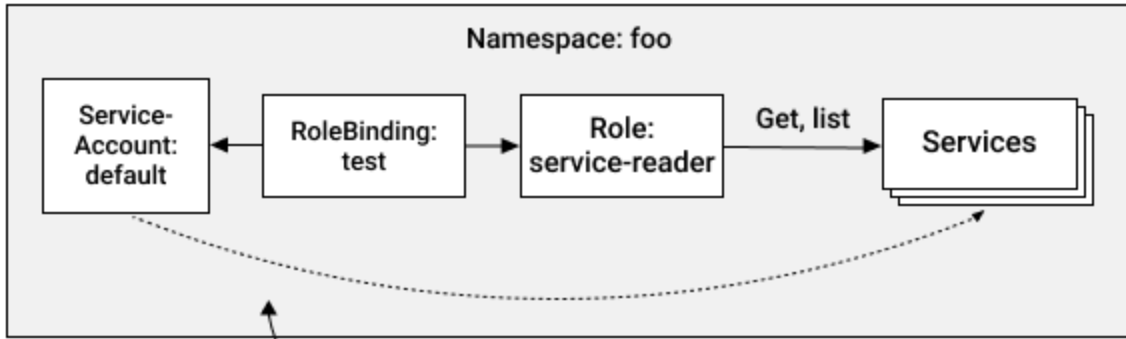 Namespace: foo
Service-
Account:
default
RoleBinding:
test
Role:
service-reader
Get, list
Services